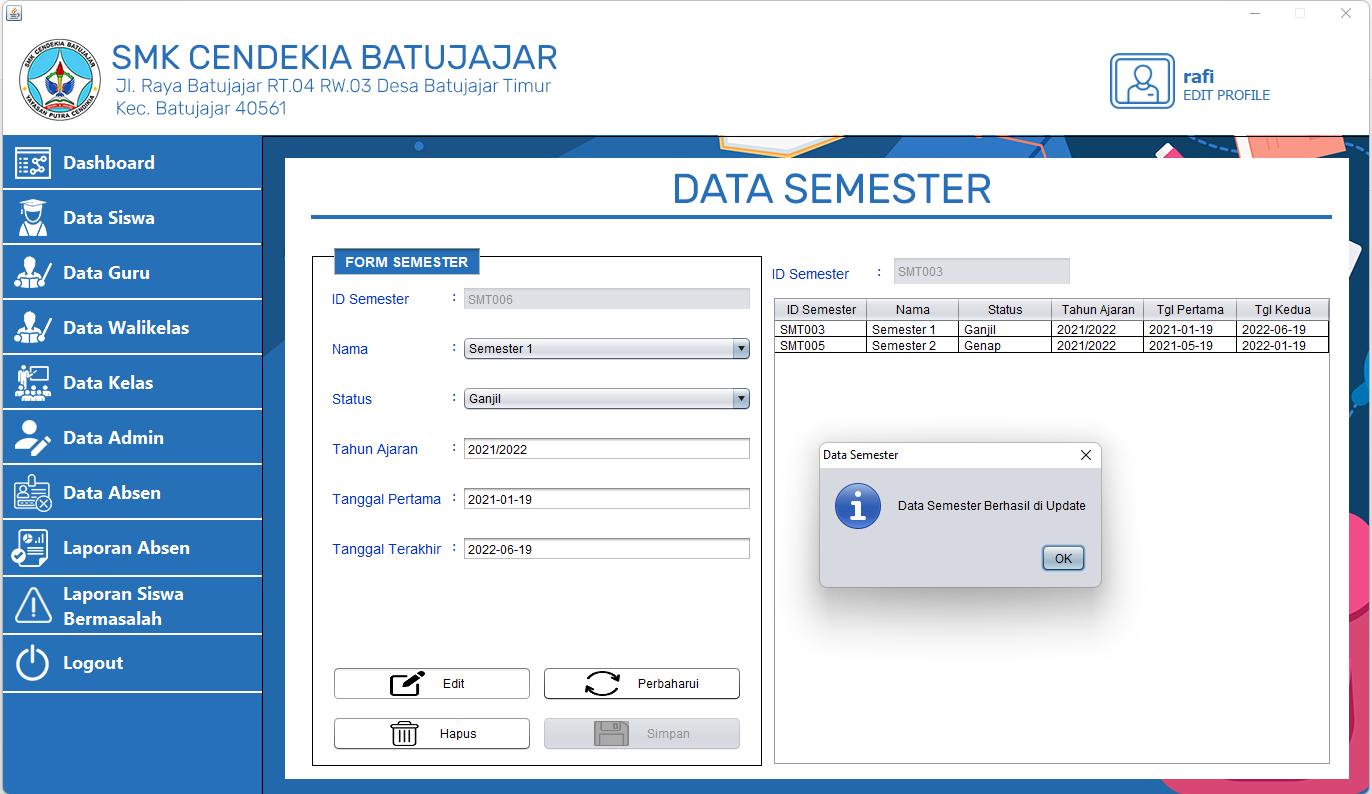 SMK CENDEKIA BATUJAJAR
YAYASAN PUTRA CENDIKIA
SMK CENDEKIA BATUJAJAR
Jl. Raya Batujajar RT.04 RW.03 Desa Batujajar Timur
Kec. Batujajar 40561
rafi
EDIT PROFILE
Dashboard
Data Siswa
Data Guru
Data Walikelas
Data Kelas
Data Admin
Data Absen
Laporan Absen
Laporan Siswa
Bermasalah
Logout
DATA SEMESTER
FORM SEMESTER
ID Semester : SMT006
Nama : Semester 1
Status : Ganjil
Tahun Ajaran : 2021/2022
Tanggal Pertama : 2021-01-19
Tanggal Terakhir : 2022-06-19
Edit
Perbaharui
Hapus
Simpan
ID Semester : SMT003
ID Semester Nama Status Tahun Ajaran Tgl Pertama Tgl Kedua
SMT003 Semester 1 Ganjil 2021/2022 2021-01-19 2022-06-19
SMT005 Semester 2 Genap 2021/2022 2021-05-19 2022-01-19
Data Semester
Data Semester Berhasil di Update
OK